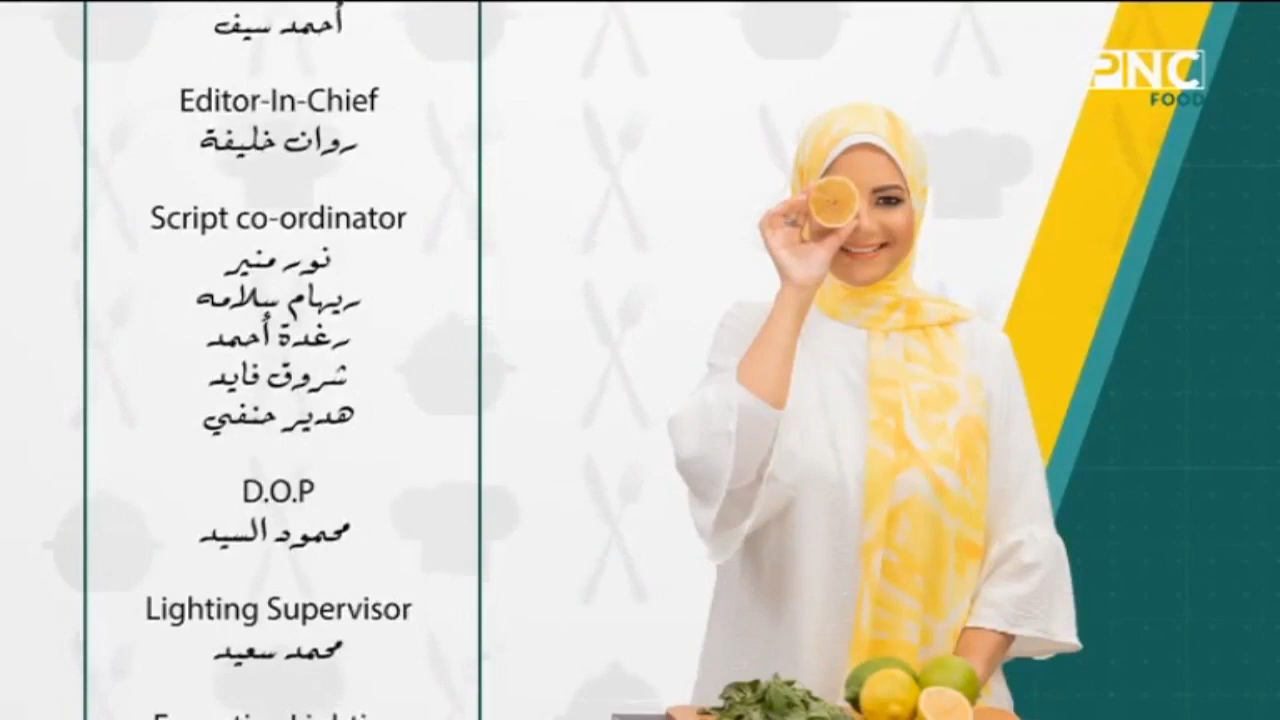 أحمد سيف
Editor-In-Chief
روان خليفة
Script co-ordinator
نور منير
ريهام سلامه
رغدة أحمد
شروق فايد
هدير حنفي
D.O.P
محمود السيد
Lighting Supervisor
محمد سعيد
PNC
FOOD